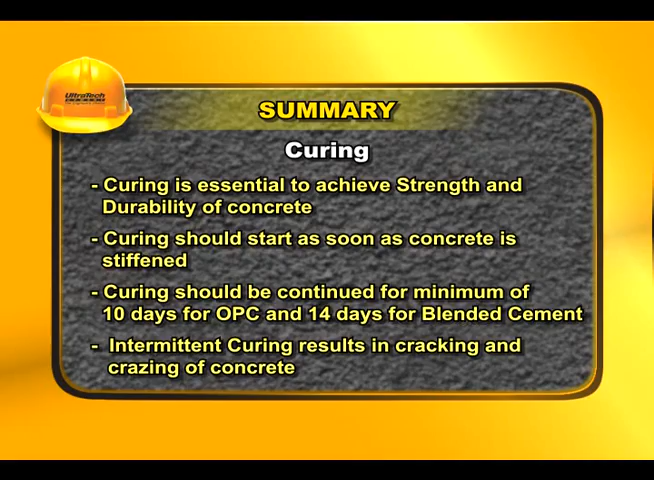 UltraTech
CEMENT
SUMMARY
Curing
- Curing is essential to achieve Strength and
Durability of concrete
- Curing should start as soon as concrete is
stiffened
- Curing should be continued for minimum of
10 days for OPC and 14 days for Blended Cement
- Intermittent Curing results in cracking and
crazing of concrete